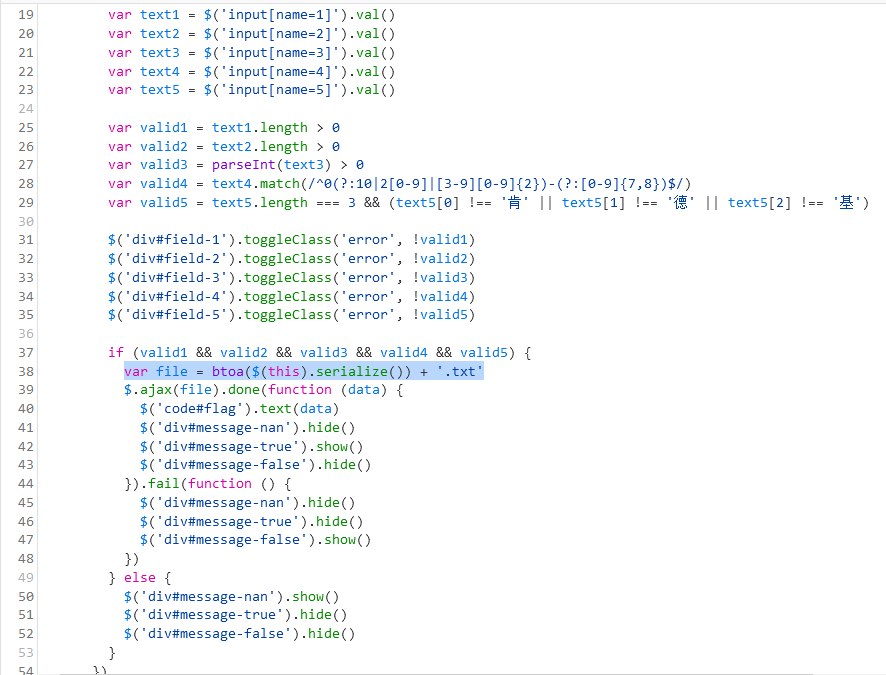 19 var text1 = $('input[name=1]').val()
20 var text2 = $('input[name=2]').val()
21 var text3 = $('input[name=3]').val()
22 var text4 = $('input[name=4]').val()
23 var text5 = $('input[name=5]').val()
24
25 var valid1 = text1.length > 0
26 var valid2 = text2.length > 0
27 var valid3 = parseInt(text3) > 0
28 var valid4 = text4.match(/^0(?:10|2[0-9]|[3-9][0-9]{2})-(?:[0-9]{7,8})$/)
29 var valid5 = text5.length === 3 && (text5[0] !== '肯' || text5[1] !== '德' || text5[2] !== '基')
30
31 $('div#field-1').toggleClass('error', !valid1)
32 $('div#field-2').toggleClass('error', !valid2)
33 $('div#field-3').toggleClass('error', !valid3)
34 $('div#field-4').toggleClass('error', !valid4)
35 $('div#field-5').toggleClass('error', !valid5)
36
37 if (valid1 && valid2 && valid3 && valid4 && valid5) {
38 var file = btoa($(this).serialize()) + '.txt'
39 $.ajax(file).done(function (data) {
40 $('code#flag').text(data)
41 $('div#message-nan').hide()
42 $('div#message-true').show()
43 $('div#message-false').hide()
44 }).fail(function () {
45 $('div#message-nan').hide()
46 $('div#message-true').hide()
47 $('div#message-false').show()
48 })
49 } else {
50 $('div#message-nan').show()
51 $('div#message-true').hide()
52 $('div#message-false').hide()
53 }
54 })